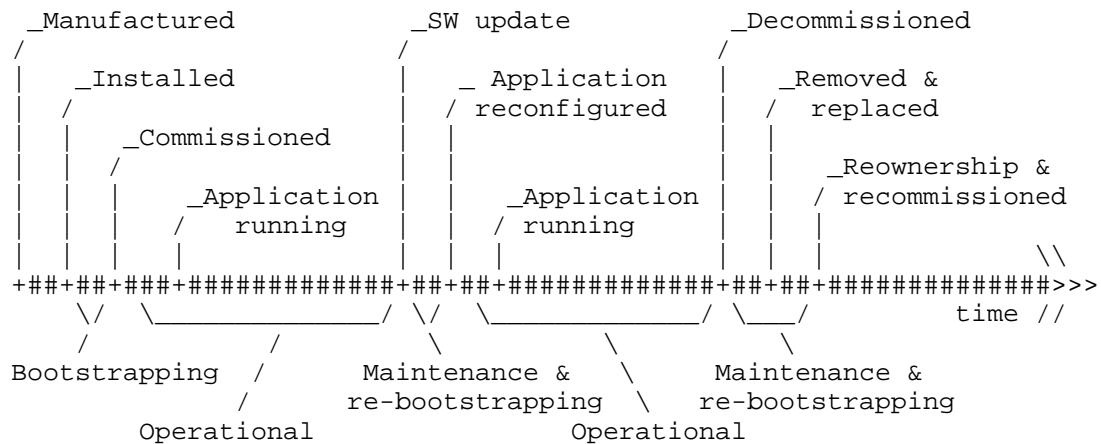 _Manufactured _SW update _Decommissioned
/ / /
| _Installed | _ Application | _Removed &
| / | / reconfigured | / replaced
| | _Commissioned | | | |
| | / | | | | _Reownership &
| | | _Application | | _Application | | / recommissioned
| | | / running | | / running | | |
| | | | | | | | | | \\
+##+##+###+#############+##+##+#############+##+##+##############>>>
\/ \______________/ \/ \_____________/ \___/ time //
/ / \ \ \
Bootstrapping / Maintenance & \ Maintenance &
/ re-bootstrapping \ re-bootstrapping
Operational Operational